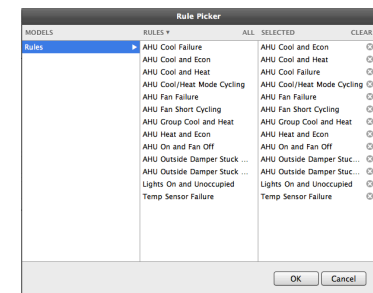 Rule Picker
MODELS
RULES ▾ ALL
SELECTED CLEAR
Rules
AHU Cool Failure
AHU Cool and Econ
AHU Cool and Heat
AHU Cool/Heat Mode Cycling
AHU Fan Failure
AHU Fan Short Cycling
AHU Group Cool and Heat
AHU Heat and Econ
AHU On and Fan Off
AHU Outside Damper Stuck ...
AHU Outside Damper Stuck ...
Lights On and Unoccupied
Temp Sensor Failure
AHU Cool and Econ
AHU Cool and Heat
AHU Cool Failure
AHU Cool/Heat Mode Cycling
AHU Fan Failure
AHU Fan Short Cycling
AHU Group Cool and Heat
AHU Heat and Econ
AHU On and Fan Off
AHU Outside Damper Stuc...
AHU Outside Damper Stuc...
Lights On and Unoccupied
Temp Sensor Failure
OK
Cancel